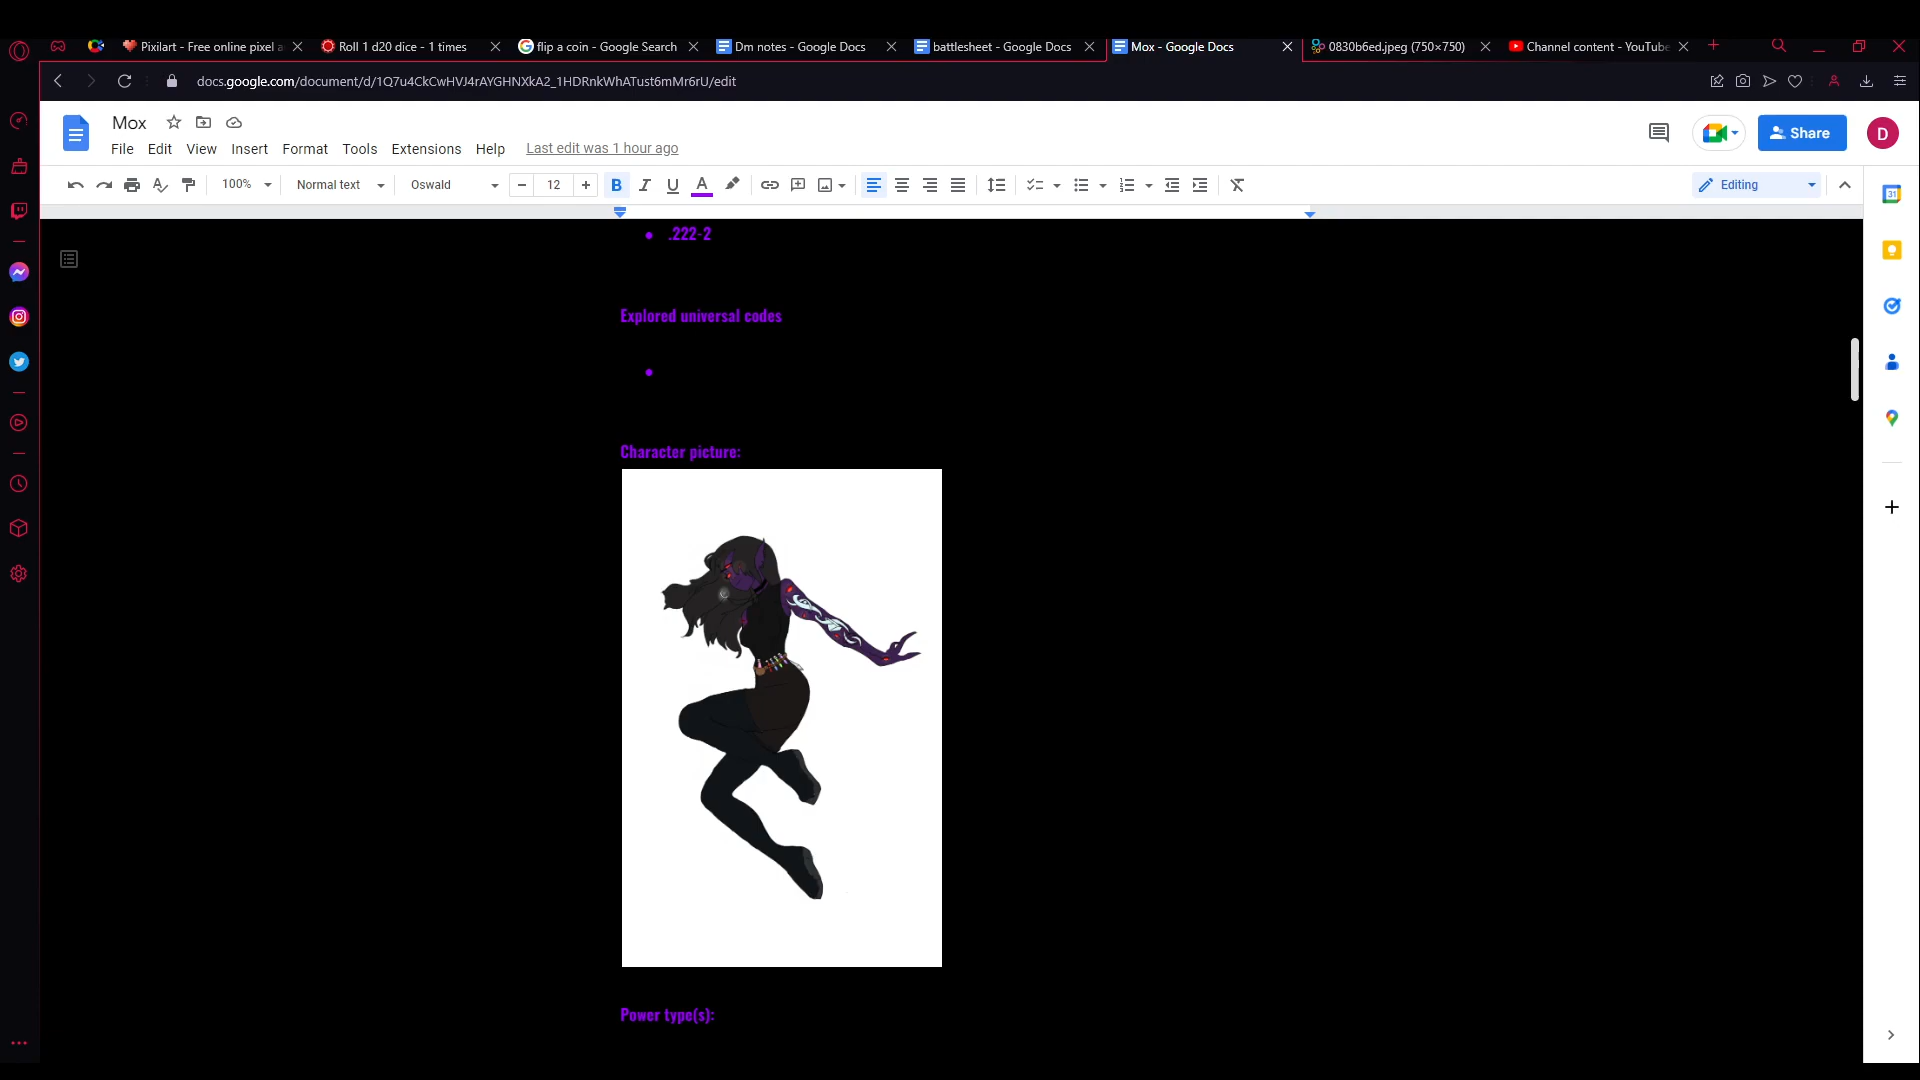 Pixilart - Free online pixel a
Roll 1 d20 dice - 1 times
flip a coin - Google Search
Dm notes - Google Docs
battlesheet - Google Docs
Mox - Google Docs
0830b6ed.jpeg (750×750)
Channel content - YouTube
docs.google.com/document/d/1Q7u4CkCwHVJ4rAYGHNXkA2_1HDRnkWhATust6mMr6rU/edit
Mox
Share
D
File Edit View Insert Format Tools Extensions Help Last edit was 1 hour ago
100% Normal text Oswald 12 B I U A Editing
31
.222-2
Explored universal codes
Character picture:
Power type(s):